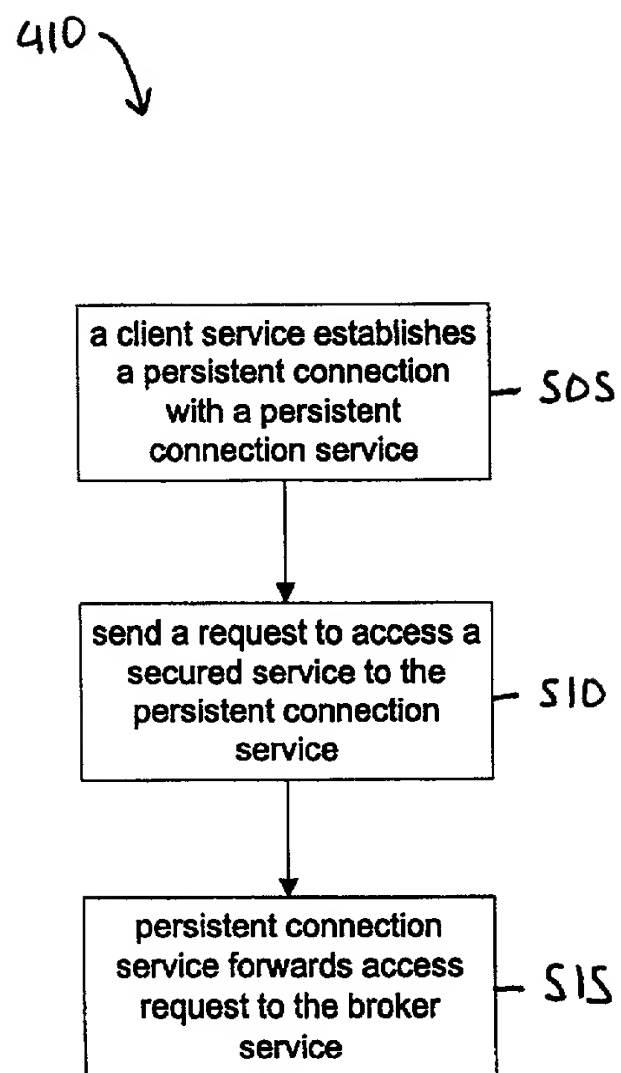 410
a client service establishes
a persistent connection
with a persistent
connection service
505
send a request to access a
secured service to the
persistent connection
service
510
persistent connection
service forwards access
request to the broker
service
515